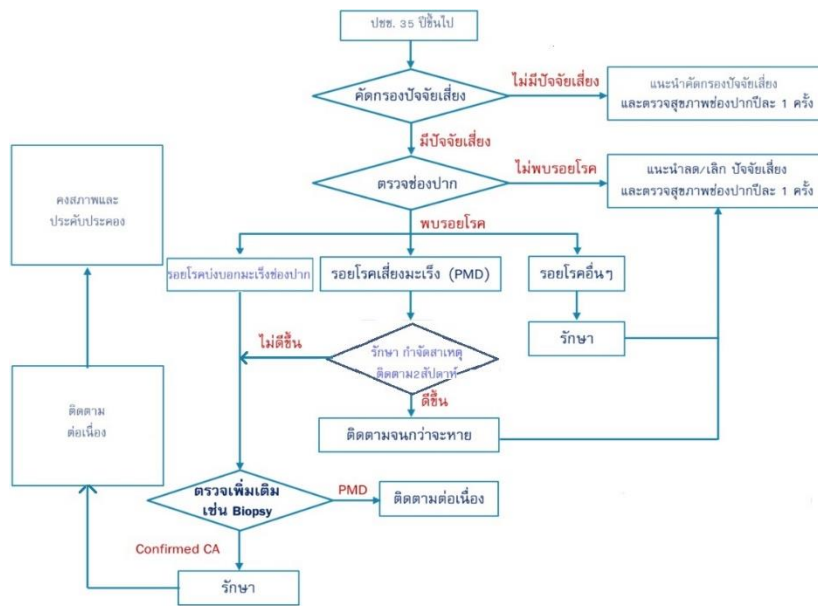 ปชช. 35 ปีขึ้นไป
คัดกรองปัจจัยเสี่ยง
ไม่มีปัจจัยเสี่ยง
แนะนำคัดกรองปัจจัยเสี่ยง
และตรวจสุขภาพช่องปากปีละ 1 ครั้ง
มีปัจจัยเสี่ยง
ตรวจช่องปาก
ไม่พบรอยโรค
แนะนำลด/เลิก ปัจจัยเสี่ยง
และตรวจสุขภาพช่องปากปีละ 1 ครั้ง
พบรอยโรค
รอยโรคบ่งบอกมะเร็งช่องปาก
รอยโรคเสี่ยงมะเร็ง (PMD)
รอยโรคอื่นๆ
รักษา
ไม่ดีขึ้น
รักษา กำจัดสาเหตุ
ติดตาม2สัปดาห์
ดีขึ้น
ติดตามจนกว่าจะหาย
ตรวจเพิ่มเติม
เช่น Biopsy
PMD
ติดตามต่อเนื่อง
Confirmed CA
รักษา
ติดตาม
ต่อเนื่อง
คงสภาพและ
ประคับประคอง